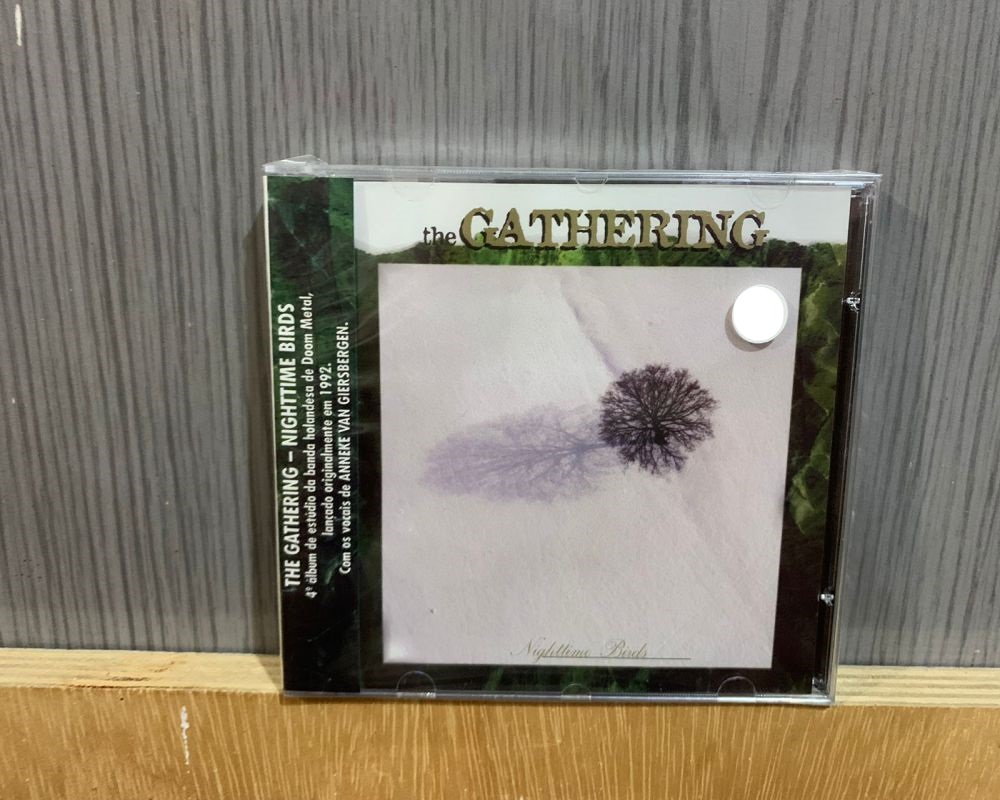 THE GATHERING – NIGHTTIME BIRDS
4º álbum de estúdio da banda holandesa de Doom Metal,
lançado originalmente em 1992.
Com os vocais de ANNEKE VAN GIERSBERGEN.
the GATHERING
Nighttime Birds